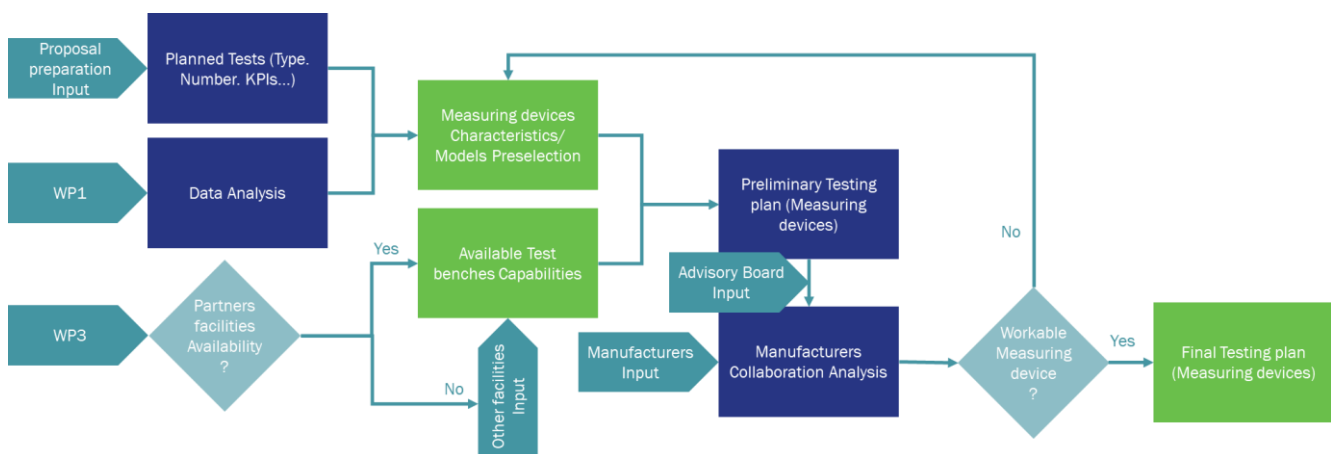 Proposal
preparation
Input
Planned Tests (Type.
Number. KPIs...)
WP1
Data Analysis
WP3
Partners
facilities
Availability
?
Yes
No
Measuring devices
Characteristics/
Models Preselection
Available Test
benches Capabilities
Other facilities
Input
Preliminary Testing
plan (Measuring
devices)
Advisory Board
Input
Manufacturers
Input
Manufacturers
Collaboration Analysis
No
Workable
Measuring
device
?
Yes
Final Testing plan
(Measuring devices)